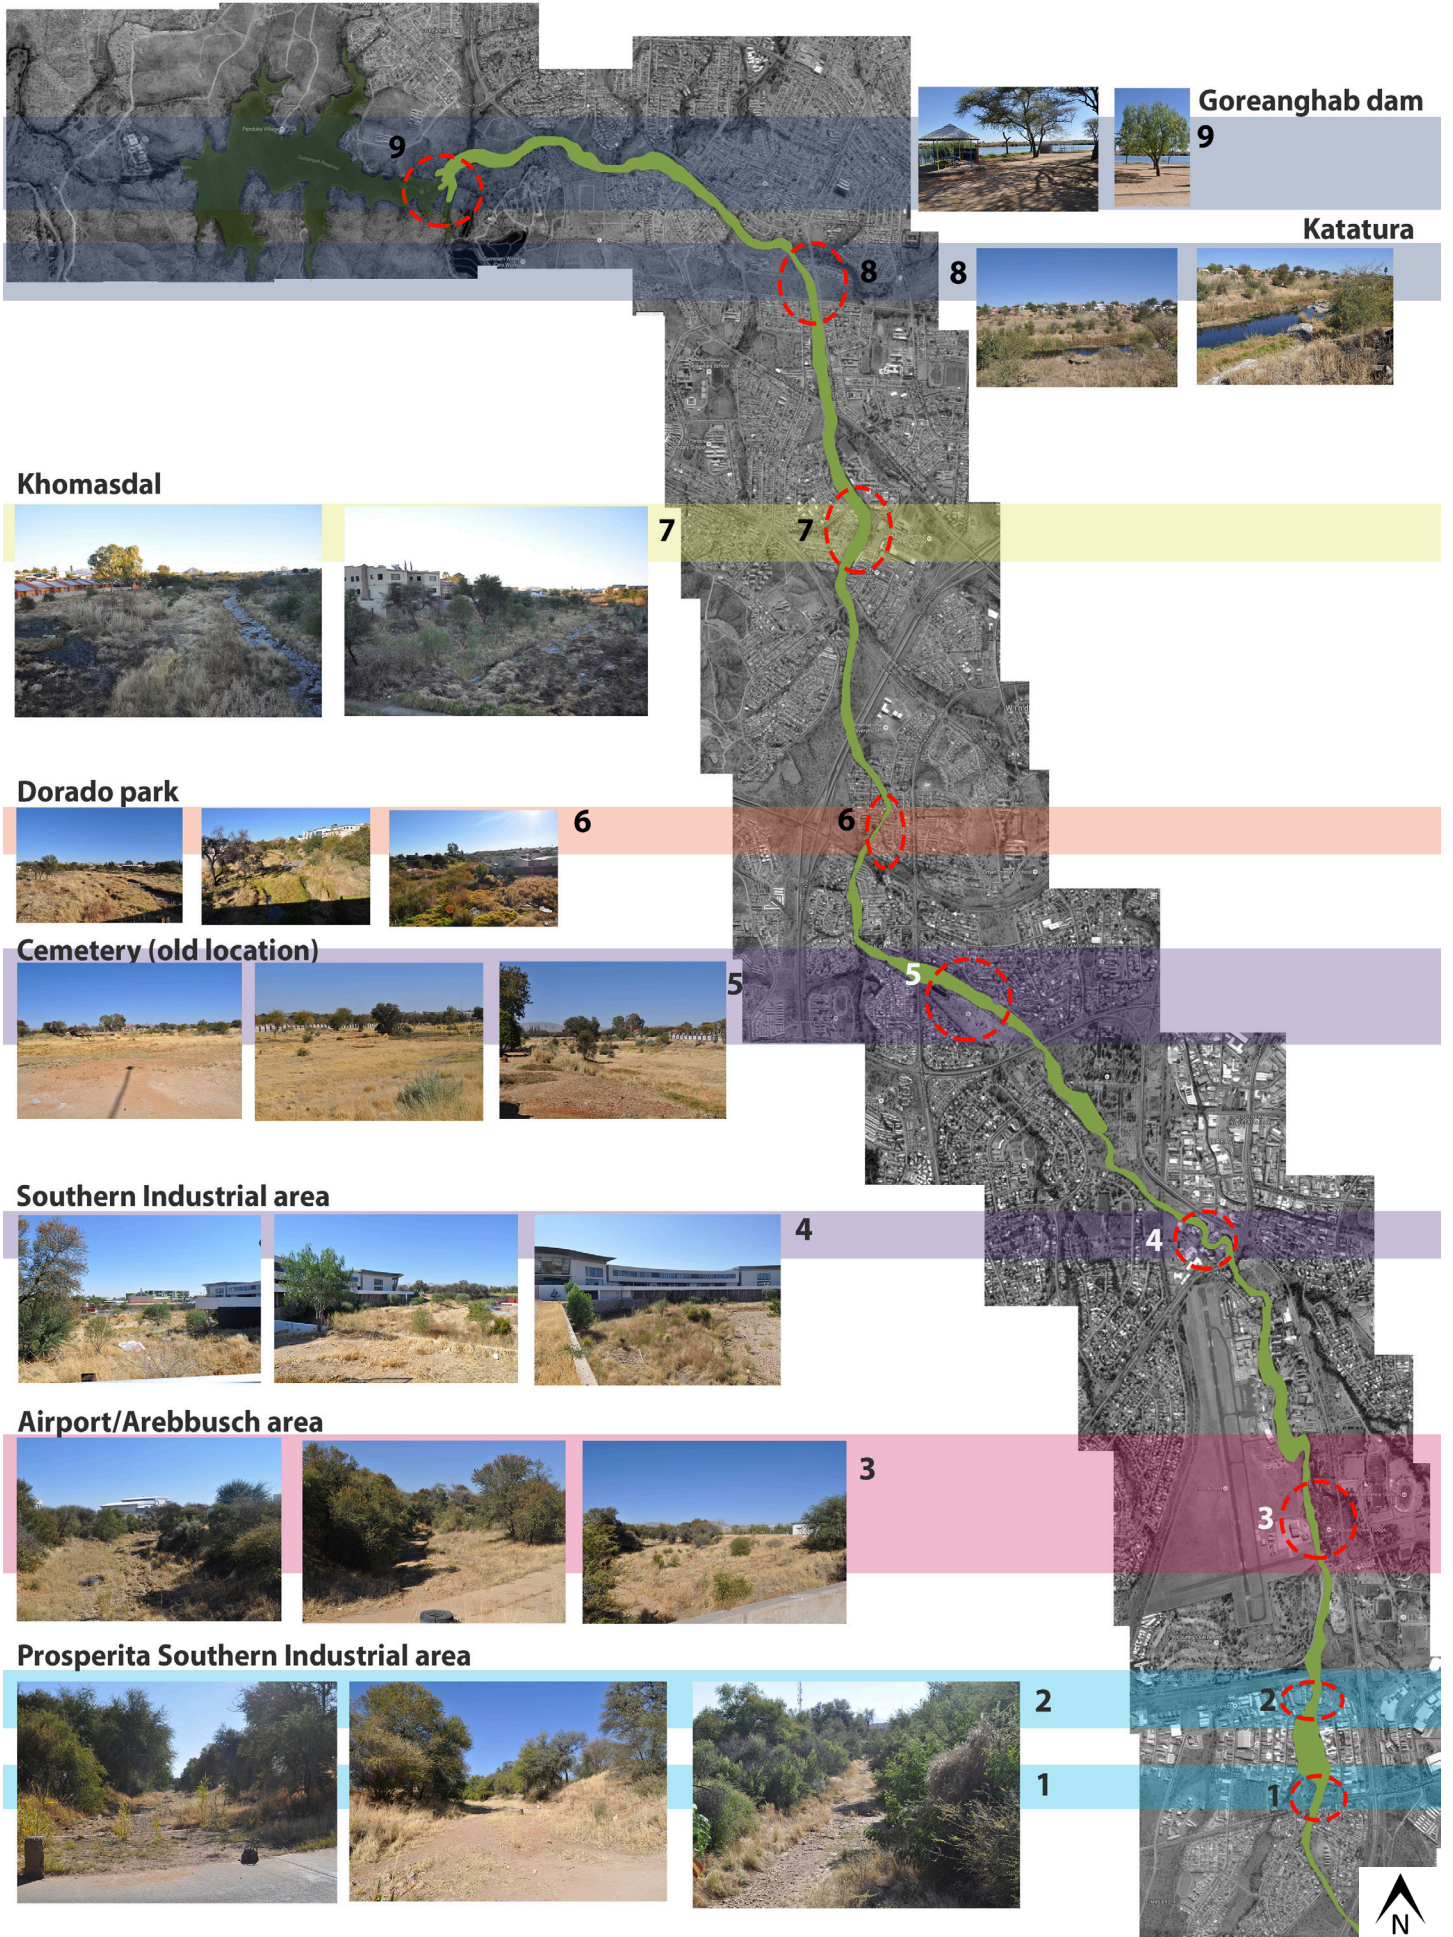 Goreanghab dam
9
9
Katatura
8
8
Khomasdal
7
7
Dorado park
6
6
Cemetery (old location)
5
5
Southern Industrial area
4
4
Airport/Arebbusch area
3
3
Prosperita Southern Industrial area
2
2
1
1
N